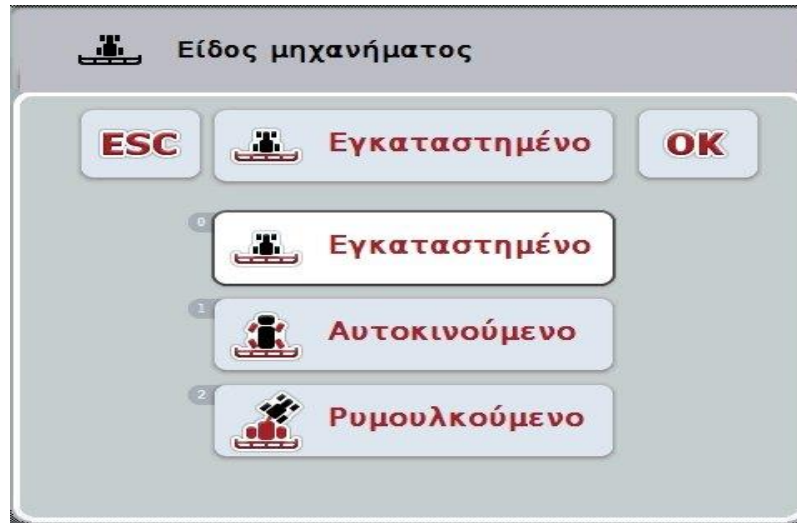 Είδος μηχανήματος
ESC Εγκαταστημένο OK
0 Εγκαταστημένο
1 Αυτοκινούμενο
2 Ρυμουλκούμενο